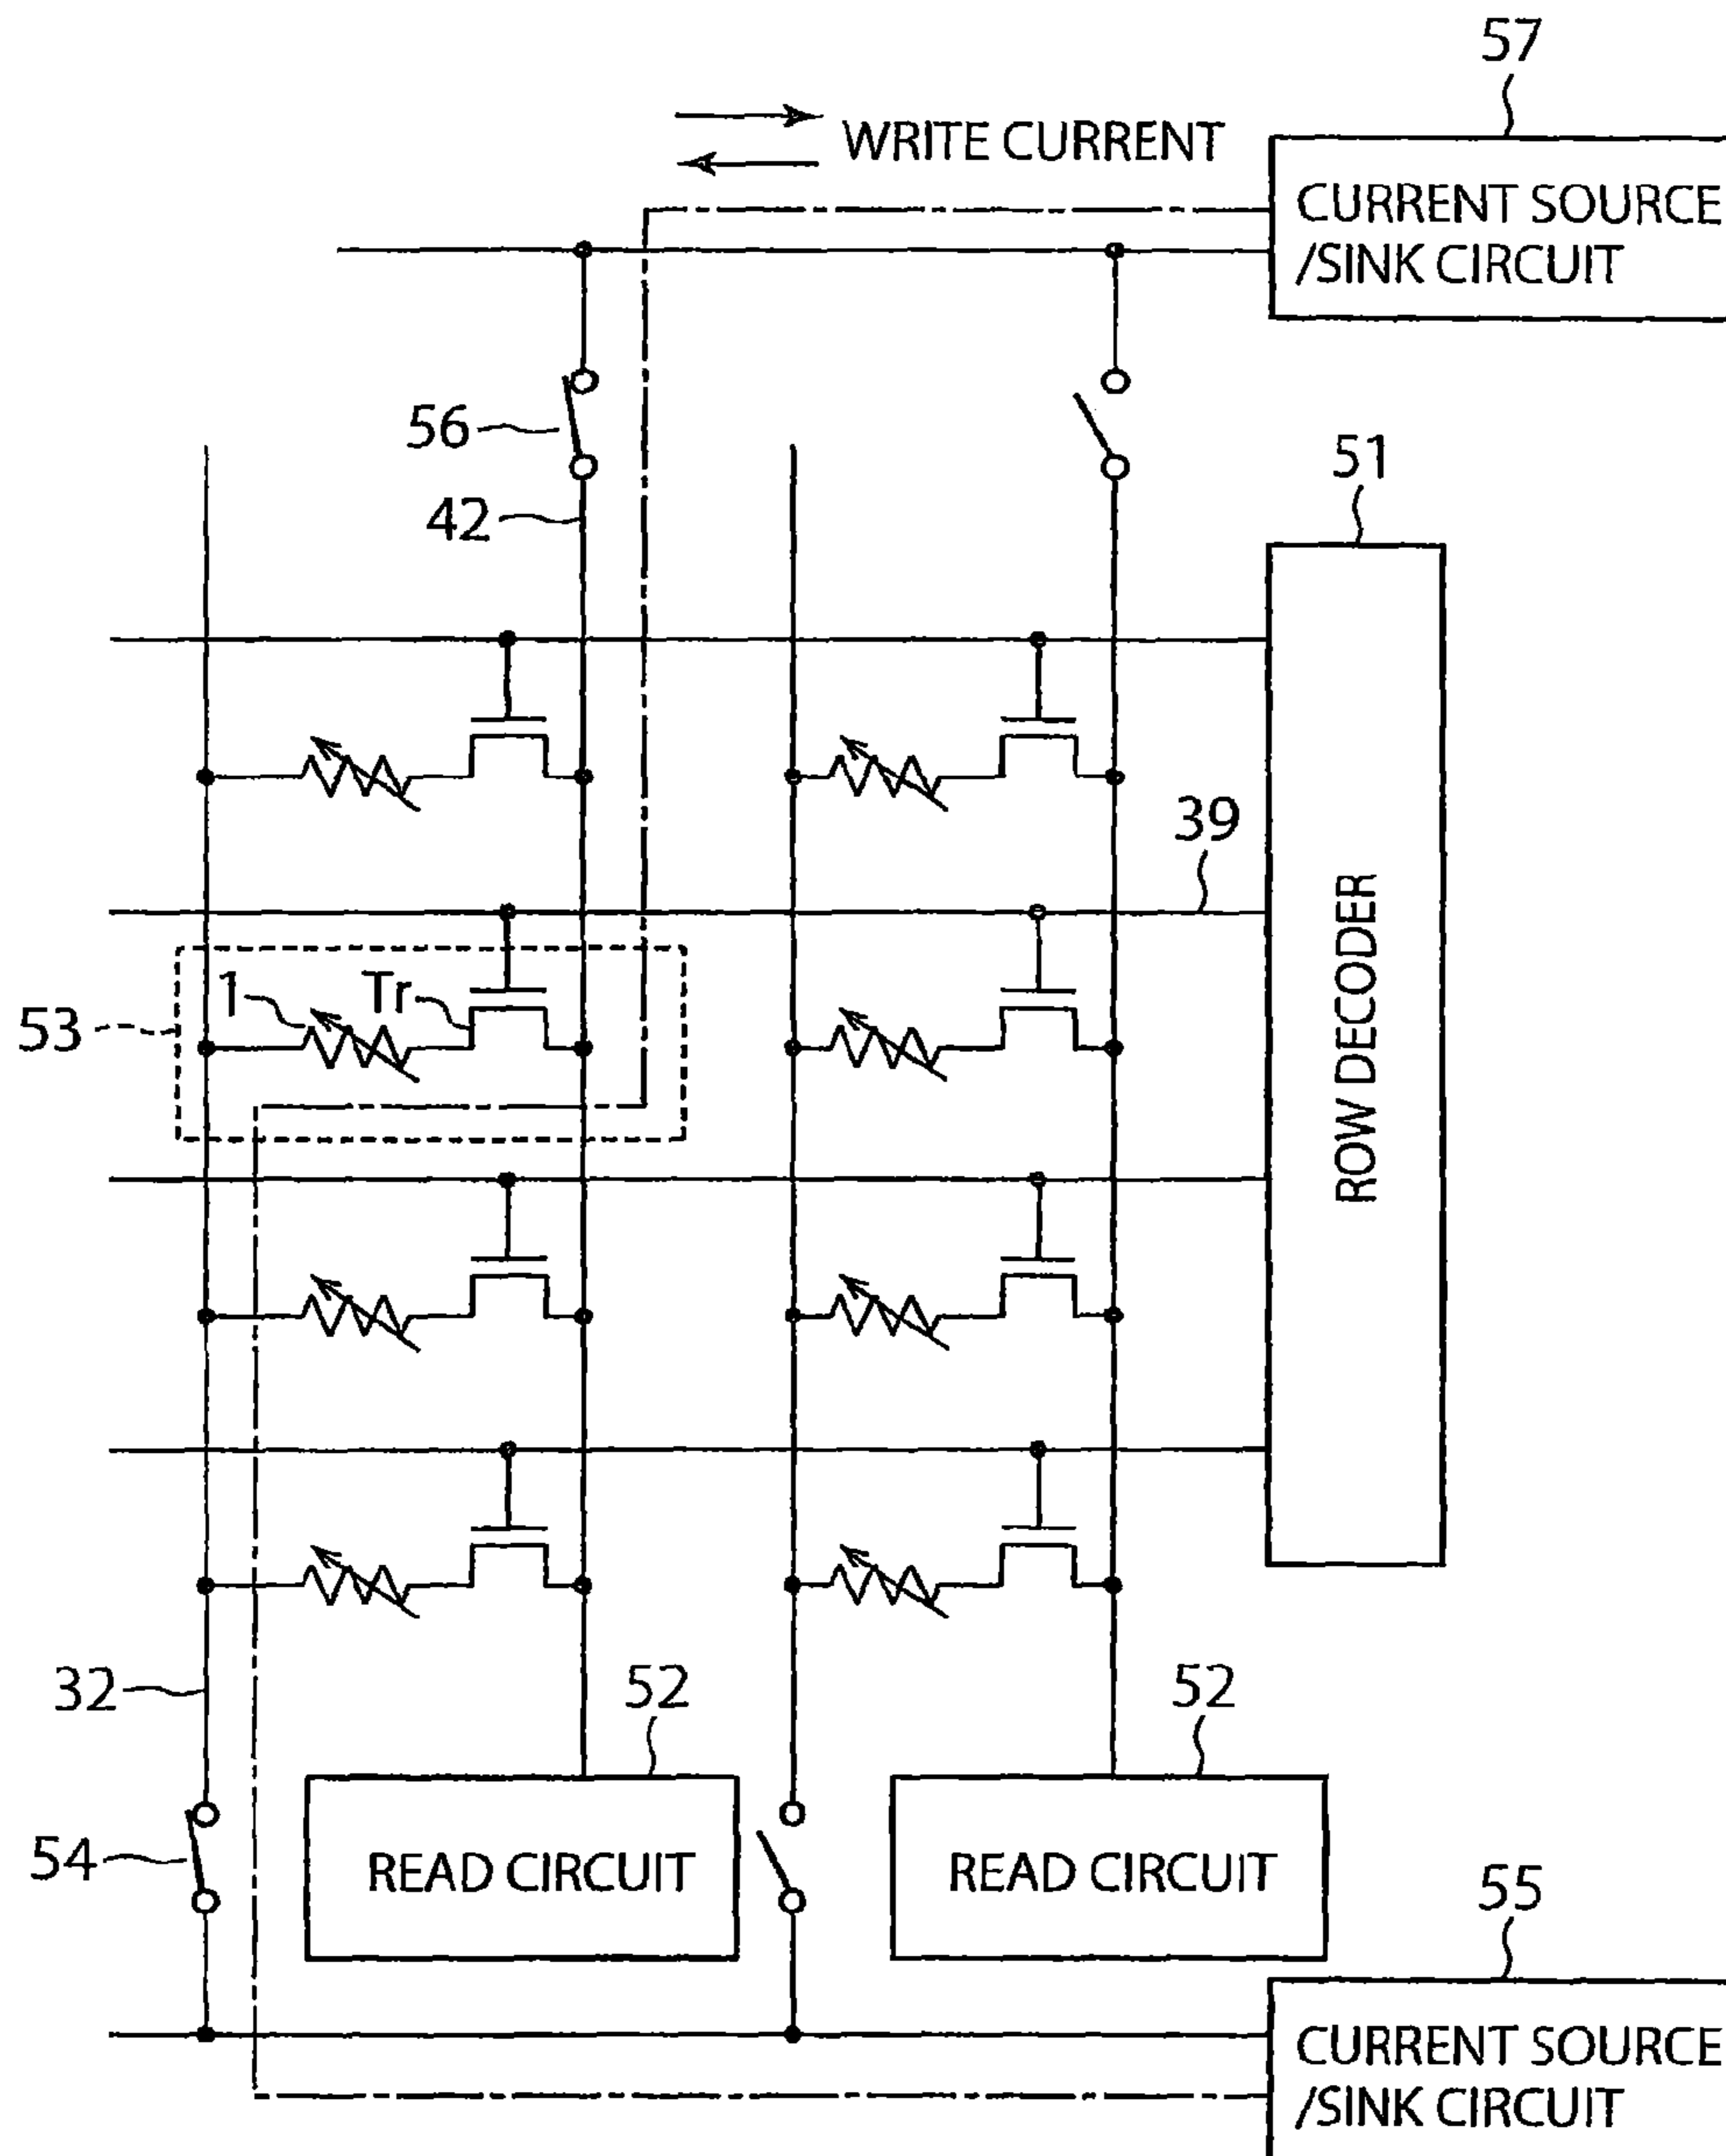 57
WRITE CURRENT
CURRENT SOURCE
/SINK CIRCUIT
56
51
42
39
ROW DECODER
1
Tr
53
32
52
52
54
READ CIRCUIT
READ CIRCUIT
55
CURRENT SOURCE
/SINK CIRCUIT